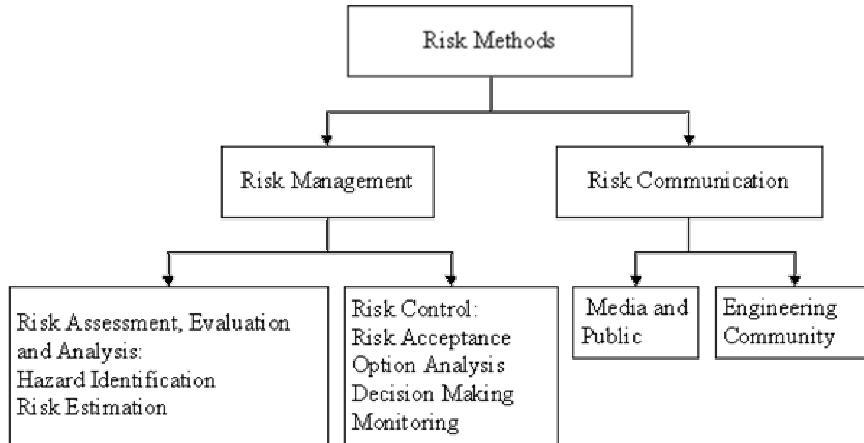 Risk Methods
Risk Management
Risk Communication
Risk Assessment, Evaluation
and Analysis:
Hazard Identification
Risk Estimation
Risk Control:
Risk Acceptance
Option Analysis
Decision Making
Monitoring
Media and
Public
Engineering
Community